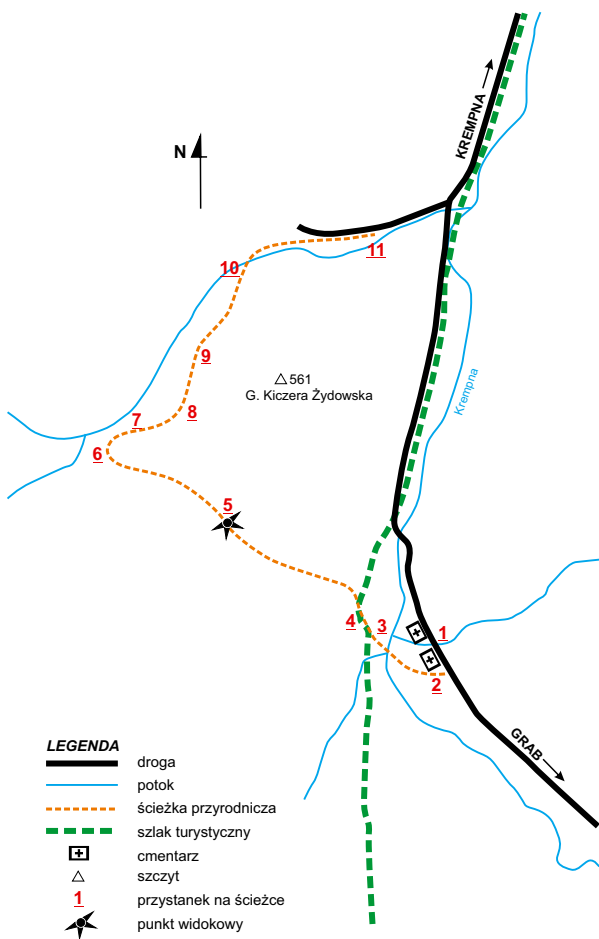 KREMPNA
N
11
10
9
△ 561
G. Kiczera Żydowska
Krempna
8
7
6
5
4
3
1
2
GRAB
LEGENDA
droga
potok
ścieżka przyrodnicza
szlak turystyczny
cmentarz
szczyt
1 przystanek na ścieżce
punkt widokowy